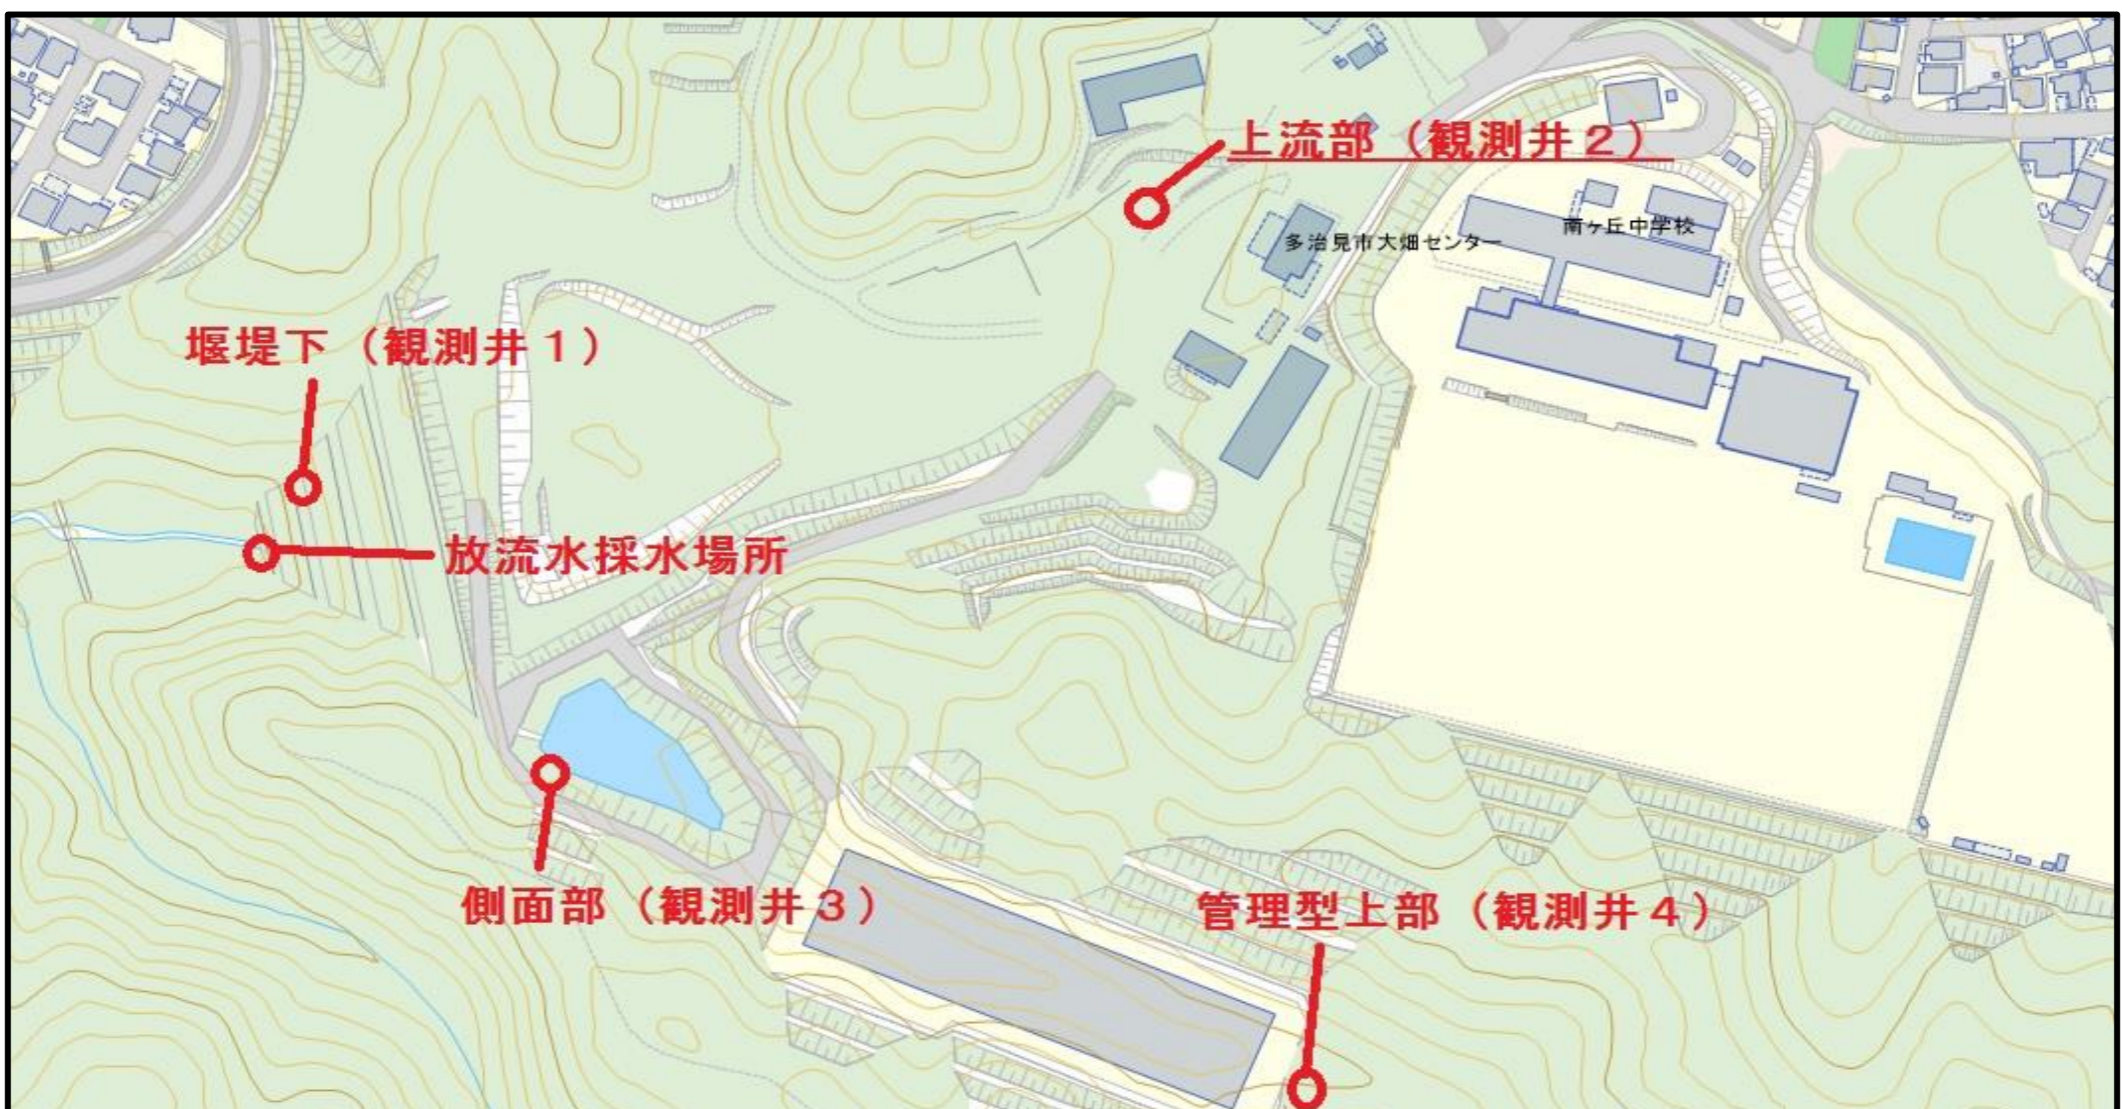 上流部（観測井２）
南ヶ丘中学校
多治見市大畑センター
堰堤下（観測井１）
放流水採水場所
側面部（観測井３）
管理型上部（観測井４）